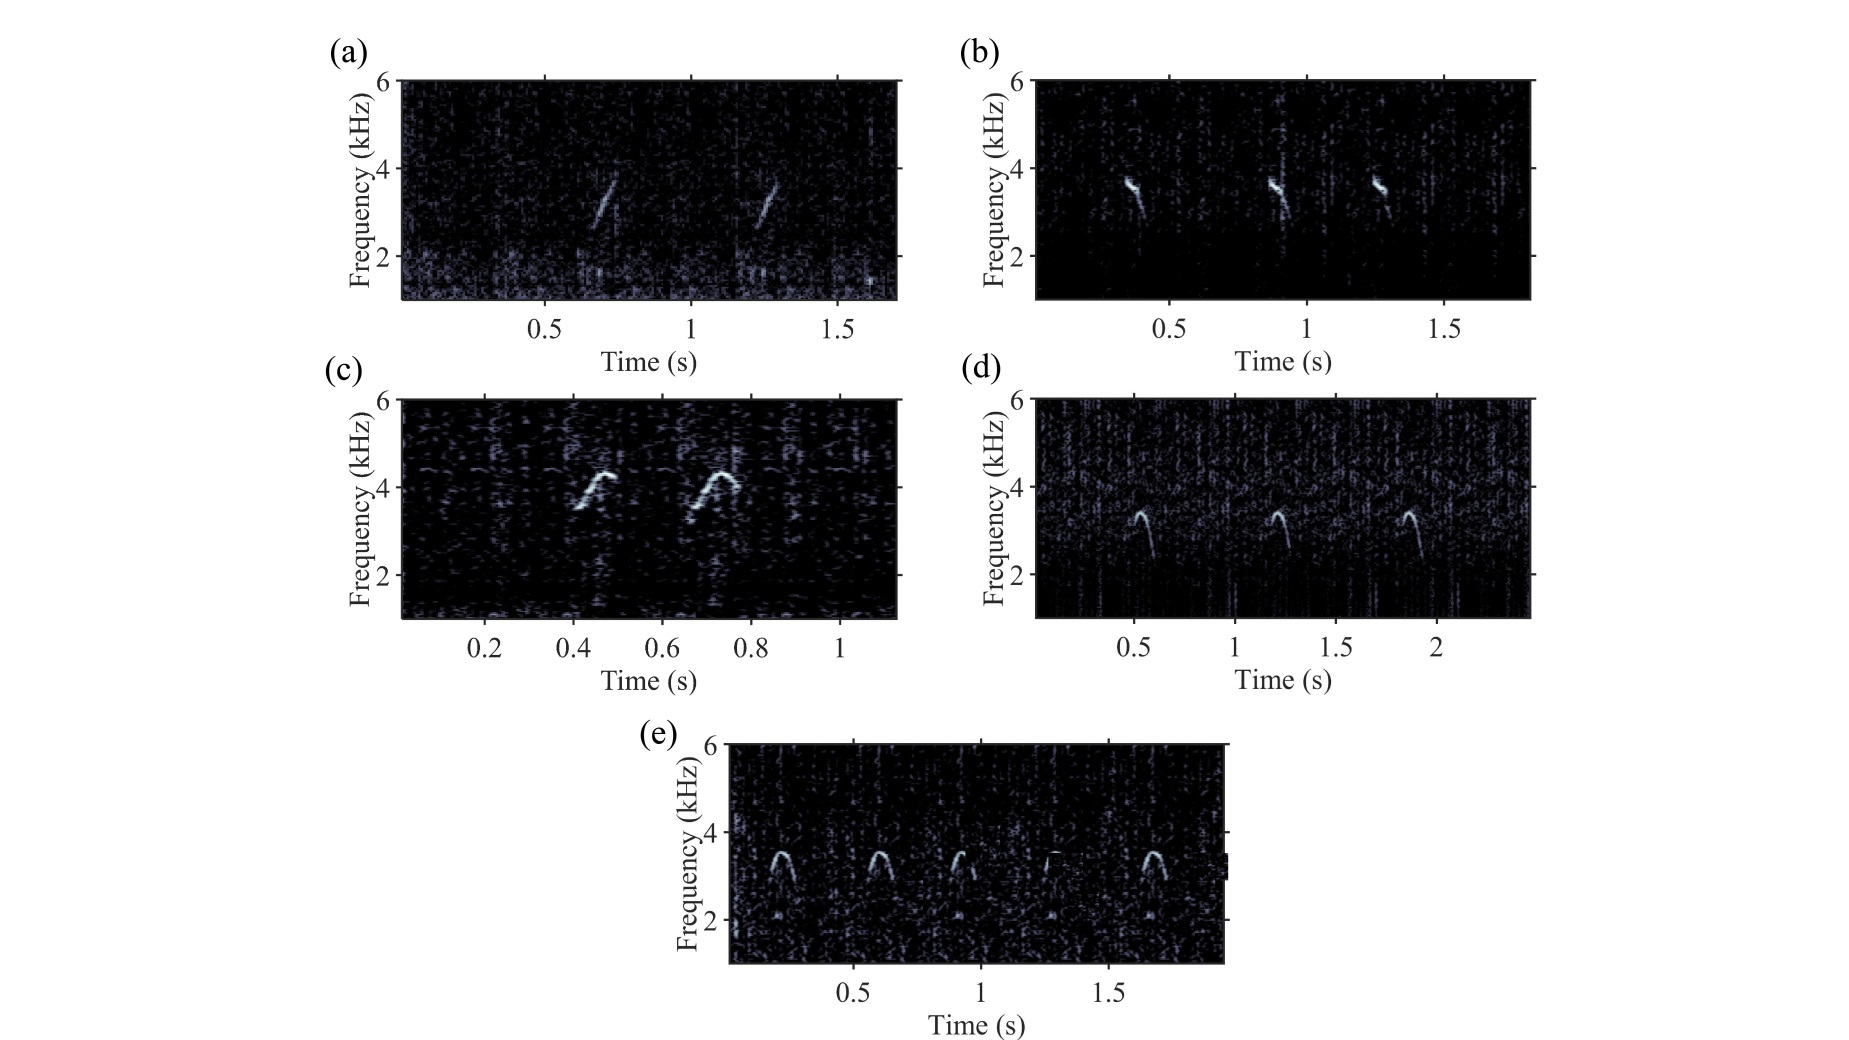 (a)
6
4
2
Frequency (kHz)
0.5 1 1.5
Time (s)
(b)
6
4
2
Frequency (kHz)
0.5 1 1.5
Time (s)
(c)
6
4
2
Frequency (kHz)
0.2 0.4 0.6 0.8 1
Time (s)
(d)
6
4
2
Frequency (kHz)
0.5 1 1.5 2
Time (s)
(e)
6
4
2
Frequency (kHz)
0.5 1 1.5
Time (s)